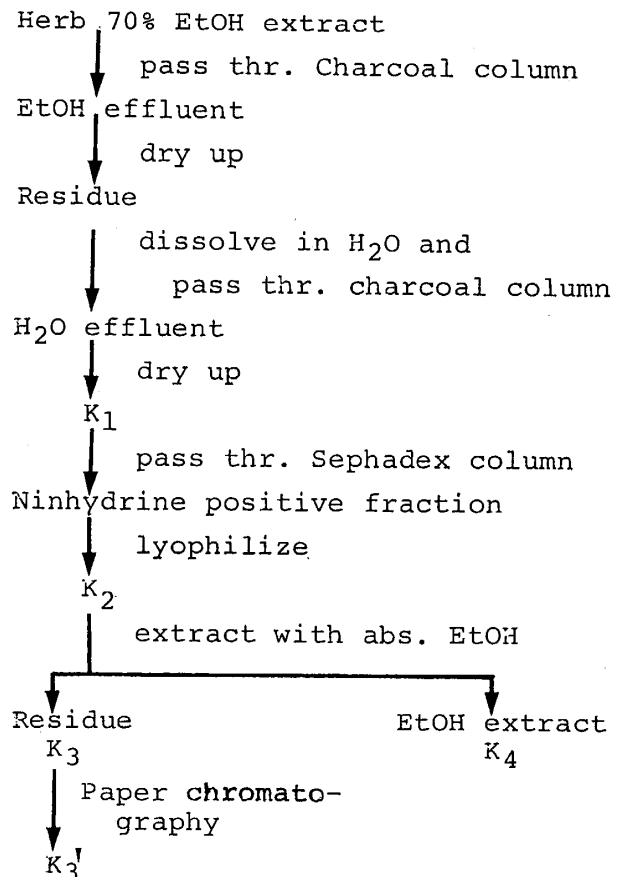 Herb 70% EtOH extract
pass thr. Charcoal column
EtOH effluent
dry up
Residue
dissolve in H₂O and
pass thr. charcoal column
H₂O effluent
dry up
K₁
pass thr. Sephadex column
Ninhydrine positive fraction
lyophilize
K₂
extract with abs. EtOH
Residue EtOH extract
K₃ K₄
Paper chromato-
graphy
K₃'